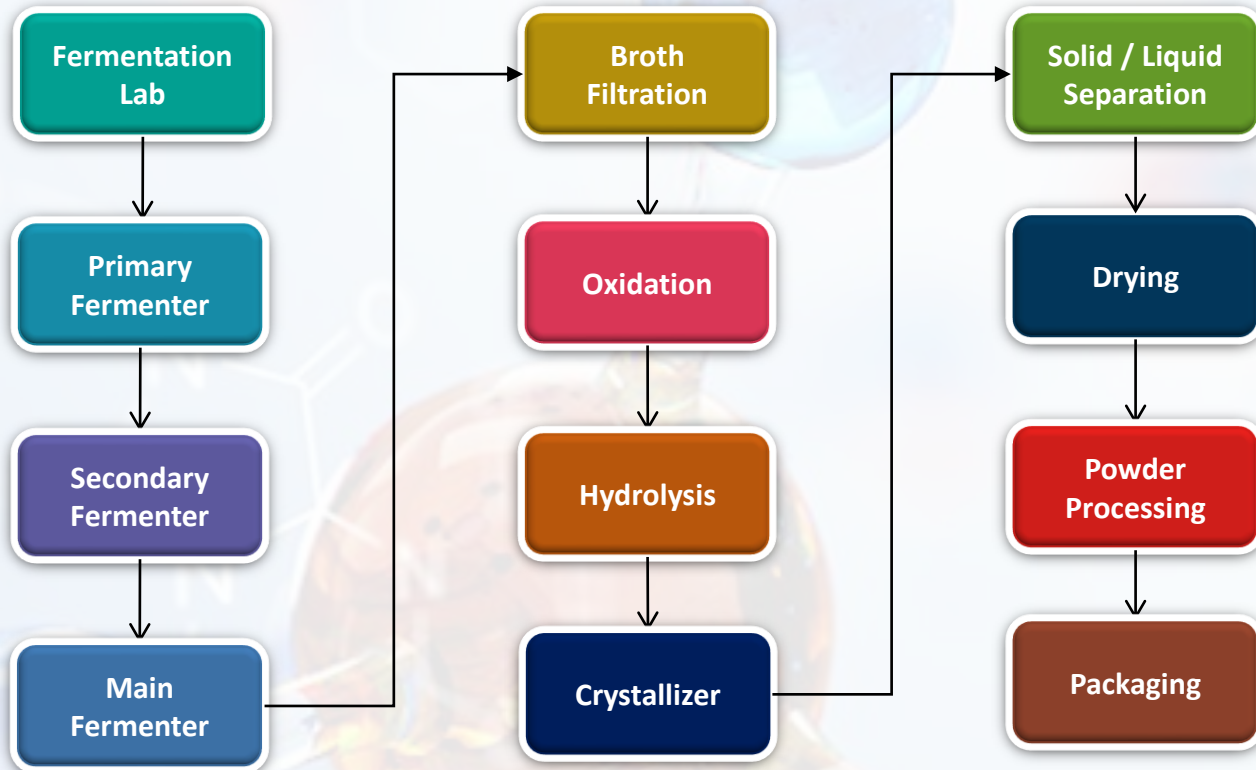 Fermentation
Lab
Primary
Fermenter
Secondary
Fermenter
Main
Fermenter
Broth
Filtration
Oxidation
Hydrolysis
Crystallizer
Solid / Liquid
Separation
Drying
Powder
Processing
Packaging
O
N
N
N